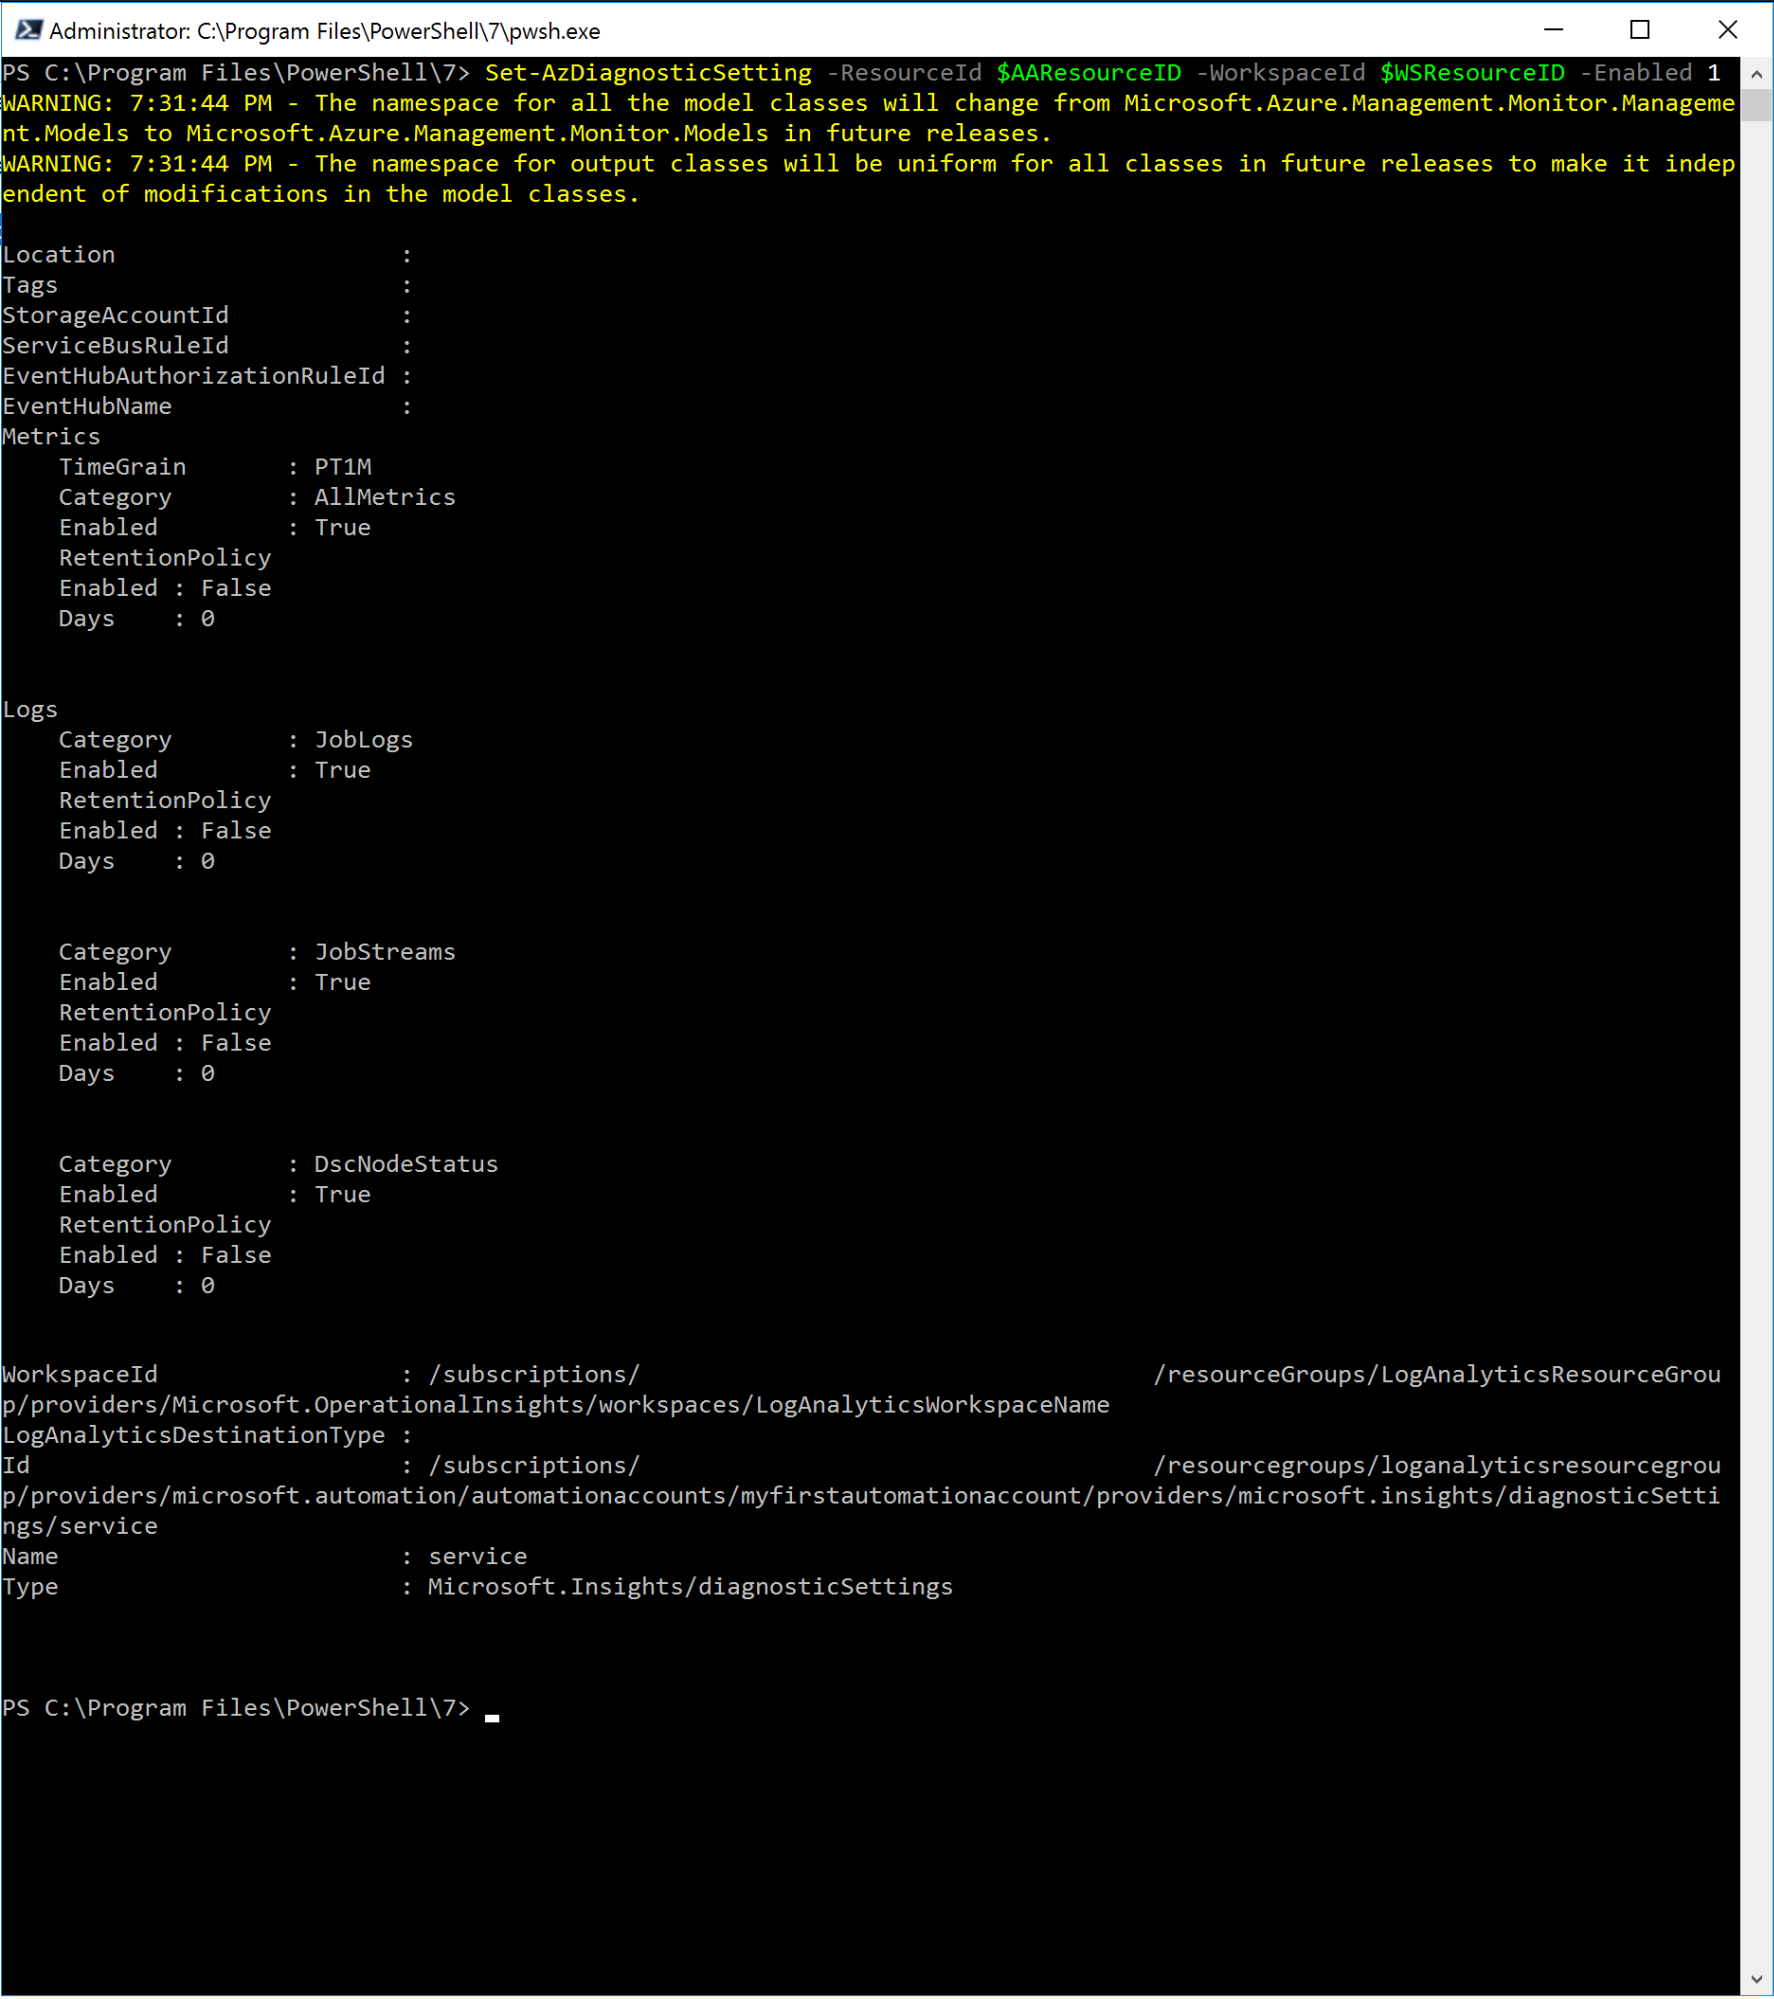 Administrator: C:\Program Files\PowerShell\7\pwsh.exe
PS C:\Program Files\PowerShell\7> Set-AzDiagnosticSetting -ResourceId $AAResourceID -WorkspaceId $WSResourceID -Enabled 1
WARNING: 7:31:44 PM - The namespace for all the model classes will change from Microsoft.Azure.Management.Monitor.Manageme
nt.Models to Microsoft.Azure.Management.Monitor.Models in future releases.
WARNING: 7:31:44 PM - The namespace for output classes will be uniform for all classes in future releases to make it indep
endent of modifications in the model classes.
Location                    :
Tags                        :
StorageAccountId            :
ServiceBusRuleId            :
EventHubAuthorizationRuleId :
EventHubName                :
Metrics
    TimeGrain       : PT1M
    Category        : AllMetrics
    Enabled         : True
    RetentionPolicy
    Enabled : False
    Days    : 0
Logs
    Category        : JobLogs
    Enabled         : True
    RetentionPolicy
    Enabled : False
    Days    : 0
    Category        : JobStreams
    Enabled         : True
    RetentionPolicy
    Enabled : False
    Days    : 0
    Category        : DscNodeStatus
    Enabled         : True
    RetentionPolicy
    Enabled : False
    Days    : 0
WorkspaceId                 : /subscriptions/                                    /resourceGroups/LogAnalyticsResourceGrou
p/providers/Microsoft.OperationalInsights/workspaces/LogAnalyticsWorkspaceName
LogAnalyticsDestinationType :
Id                          : /subscriptions/                                    /resourcegroups/loganalyticsresourcegrou
p/providers/microsoft.automation/automationaccounts/myfirstautomationaccount/providers/microsoft.insights/diagnosticSetti
ngs/service
Name                        : service
Type                        : Microsoft.Insights/diagnosticSettings
PS C:\Program Files\PowerShell\7>